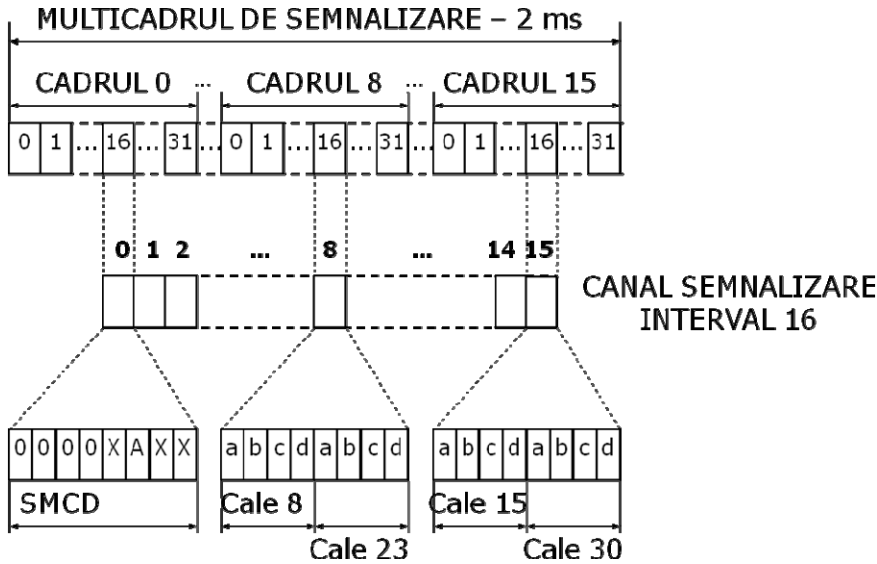 MULTICADRUL DE SEMNALIZARE – 2 ms
CADRUL 0 ... CADRUL 8 ... CADRUL 15
0 1 ... 16 ... 31 ... 0 1 ... 16 ... 31 ... 0 1 ... 16 ... 31
0 1 2 ... 8 ... 14 15
CANAL SEMNALIZARE
INTERVAL 16
0 0 0 0 X A X X a b c d a b c d a b c d a b c d
SMCD Cale 8 Cale 15
Cale 23 Cale 30